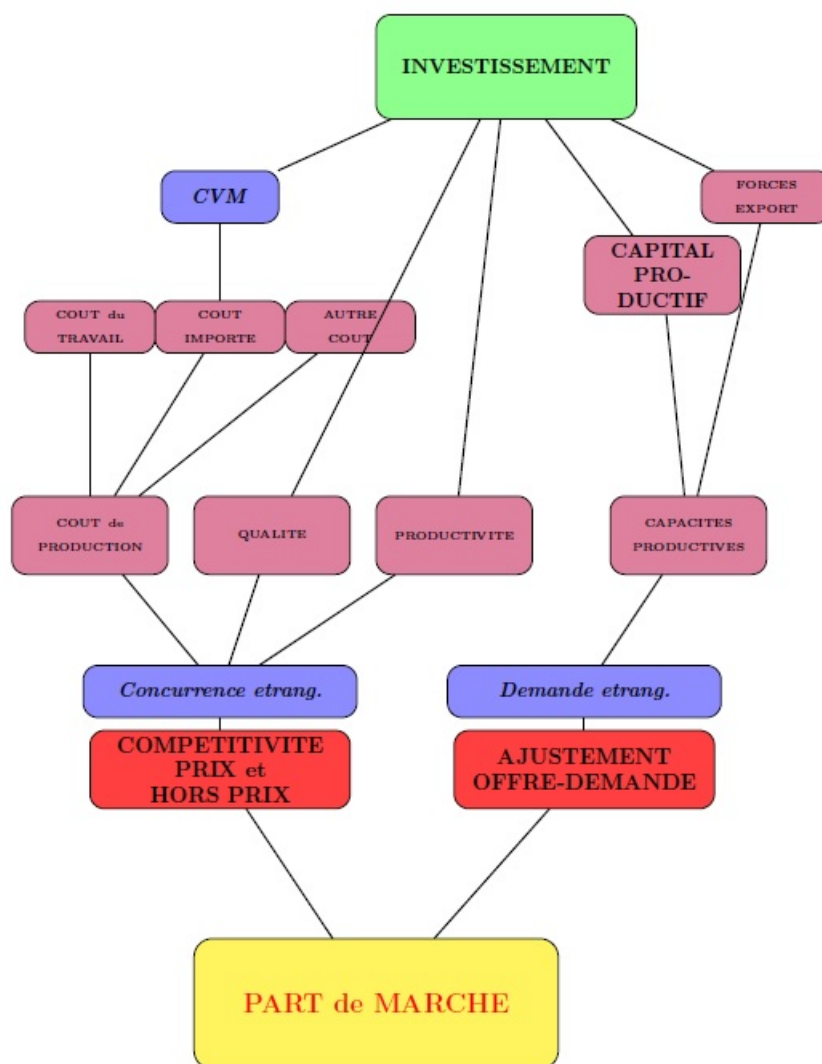 INVESTISSEMENT
CVM
FORCES
EXPORT
CAPITAL
PRO-
DUCTIF
COUT du
TRAVAIL
COUT
IMPORTE
AUTRE
COUT
COUT de
PRODUCTION
QUALITE
PRODUCTIVITE
CAPACITES
PRODUCTIVES
Concurrence etrang.
Demande etrang.
COMPETITIVITE
PRIX et
HORS PRIX
AJUSTEMENT
OFFRE-DEMANDE
PART de MARCHE